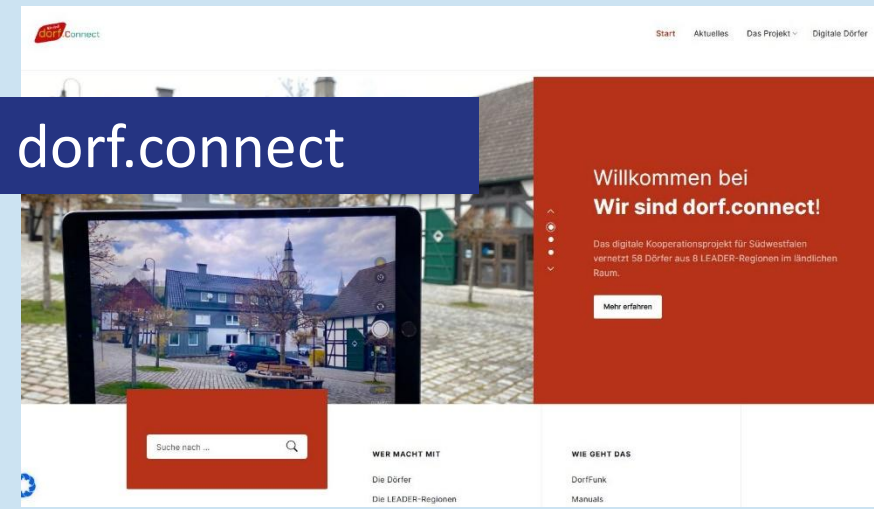 dorf.Connect
Start Aktuelles Das Projekt Digitale Dörfer
dorf.connect
Willkommen bei
Wir sind dorf.connect!
Das digitale Kooperationsprojekt für Südwestfalen
vernetzt 58 Dörfer aus 8 LEADER-Regionen im ländlichen
Raum.
Mehr erfahren
Suche nach ...
WER MACHT MIT
Die Dörfer
Die LEADER-Regionen
WIE GEHT DAS
DorfFunk
Manuals